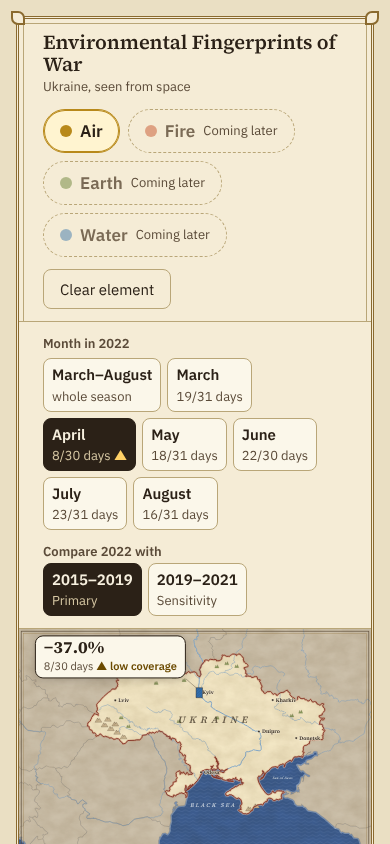 Environmental Fingerprints of
War
Ukraine, seen from space
Air
Fire Coming later
Earth Coming later
Water Coming later
Clear element
Month in 2022
March–August
whole season
March
19/31 days
April
8/30 days ▲
May
18/31 days
June
22/30 days
July
23/31 days
August
16/31 days
Compare 2022 with
2015–2019
Primary
2019–2021
Sensitivity
−37.0%
8/30 days ▲ low coverage
Kyiv
Lviv
Kharkiv
UKRAINE
Dnipro
Donetsk
BLACK SEA